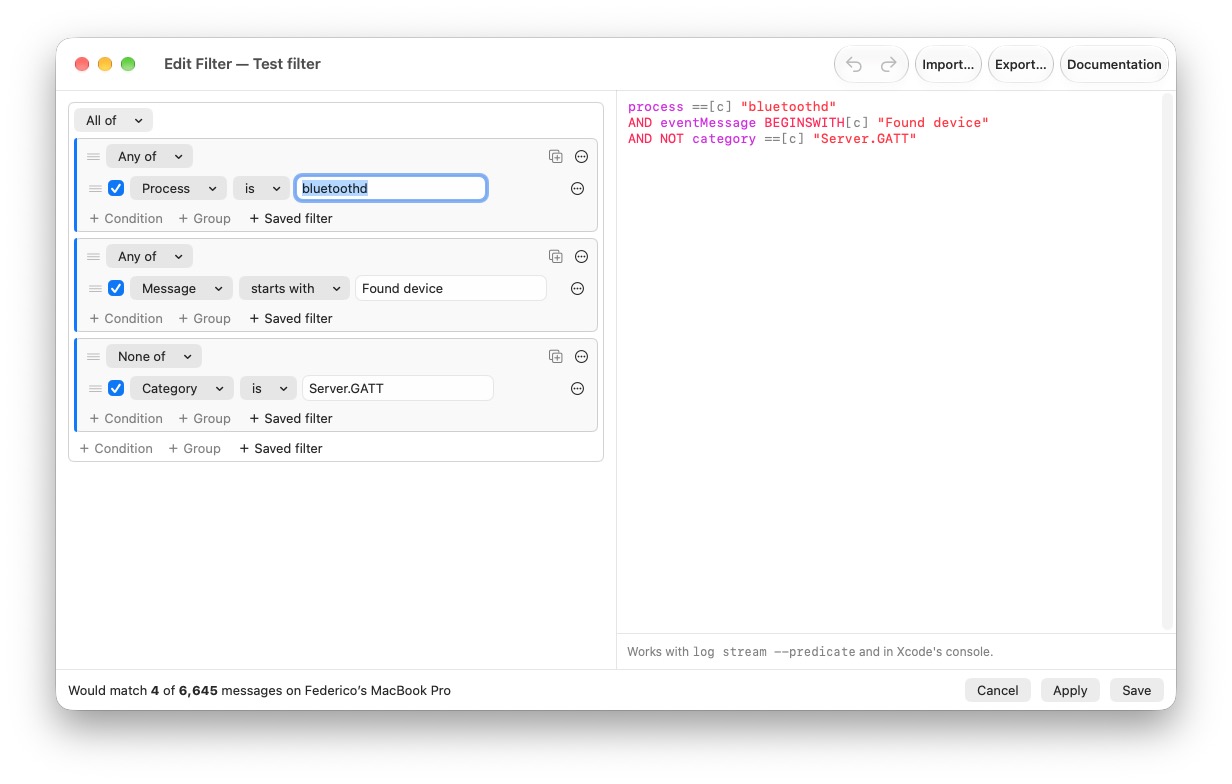 Edit Filter — Test filter
Import...
Export...
Documentation
All of
Any of
Process is bluetoothd
+ Condition + Group + Saved filter
Any of
Message starts with Found device
+ Condition + Group + Saved filter
None of
Category is Server.GATT
+ Condition + Group + Saved filter
+ Condition + Group + Saved filter
process ==[c] "bluetoothd"
AND eventMessage BEGINSWITH[c] "Found device"
AND NOT category ==[c] "Server.GATT"
Works with log stream --predicate and in Xcode's console.
Would match 4 of 6,645 messages on Federico’s MacBook Pro
Cancel
Apply
Save